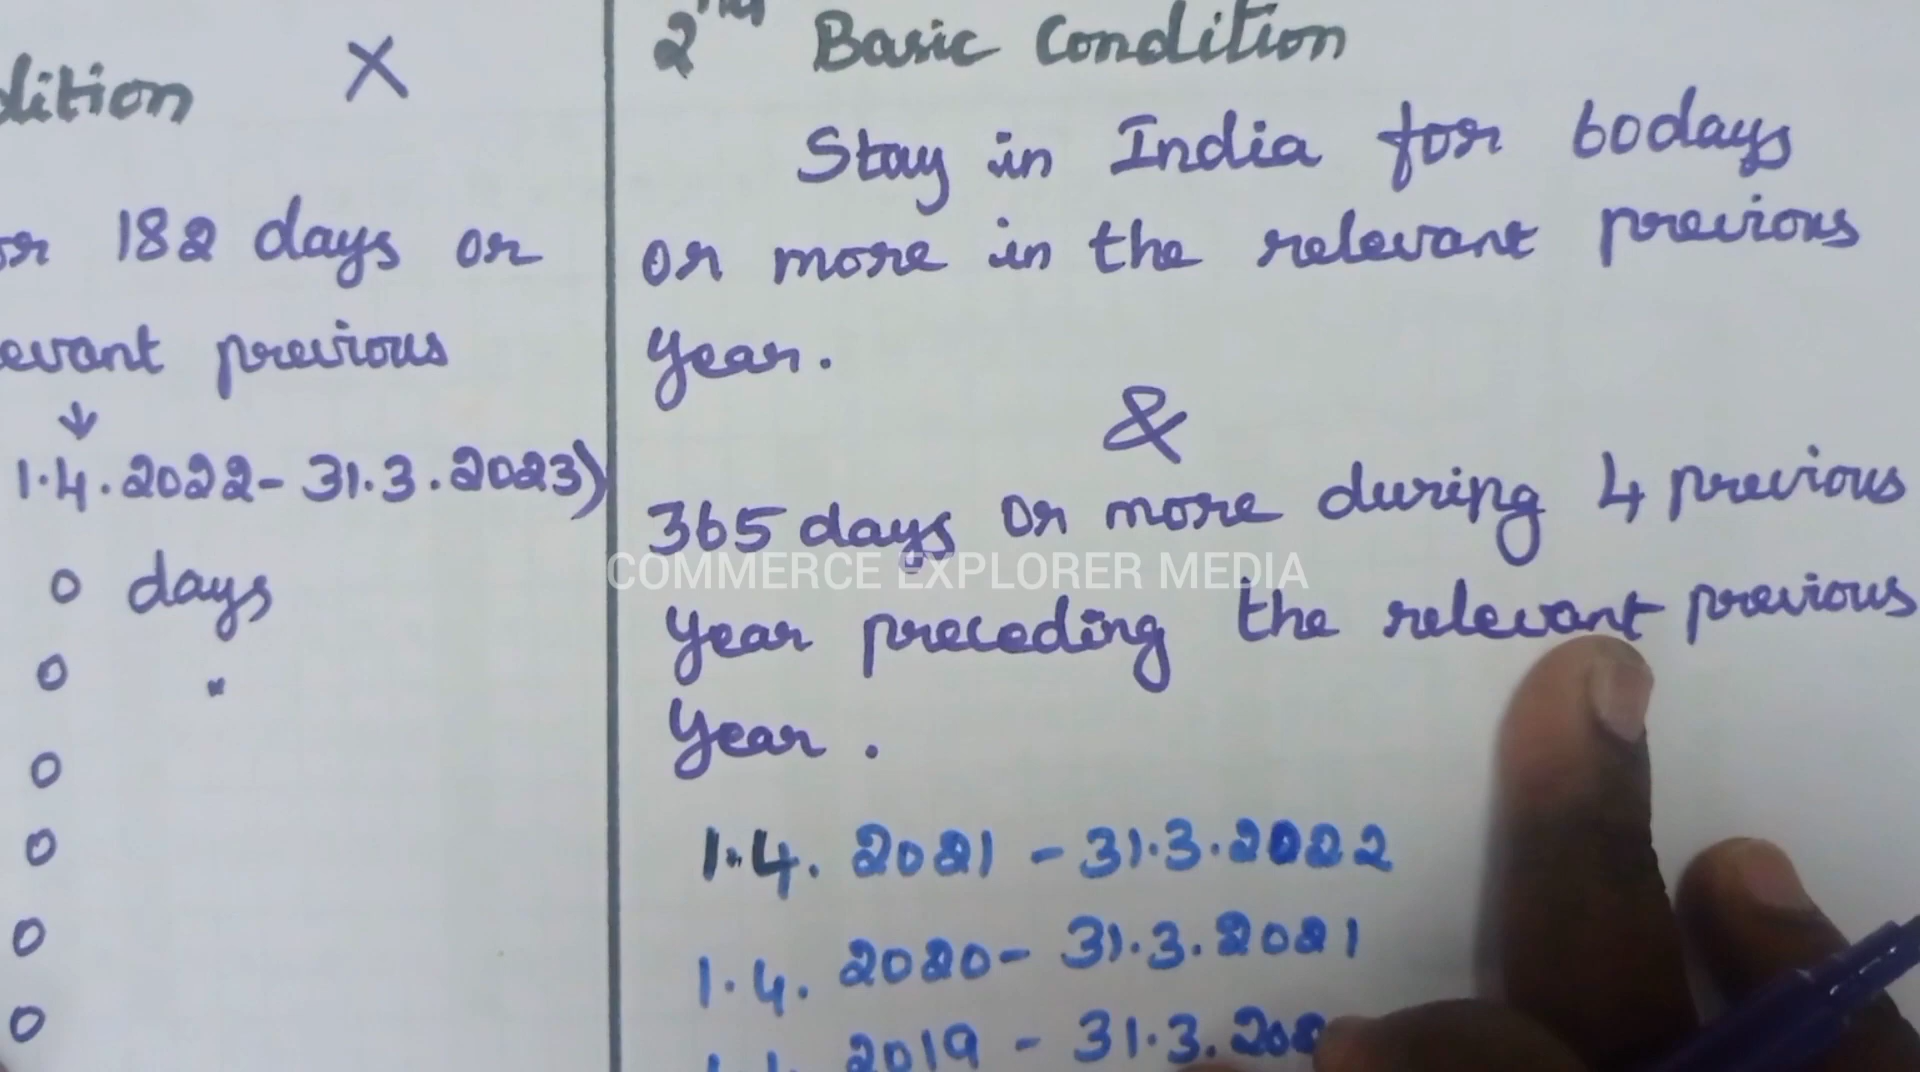 dition X
182 days or
evant previous
↓
1.4.2022 - 31.3.2023)
0 days
0 "
0
0
0
0
2nd Basic Condition
Stay in India for 60days
or more in the relevant previous
year.
&
365 days or more during 4 previous
year preceding the relevant previous
year.
1.4.2021 - 31.3.2022
1.4.2020 - 31.3.2021
2019 - 31.3.
COMMERCE EXPLORER MEDIA